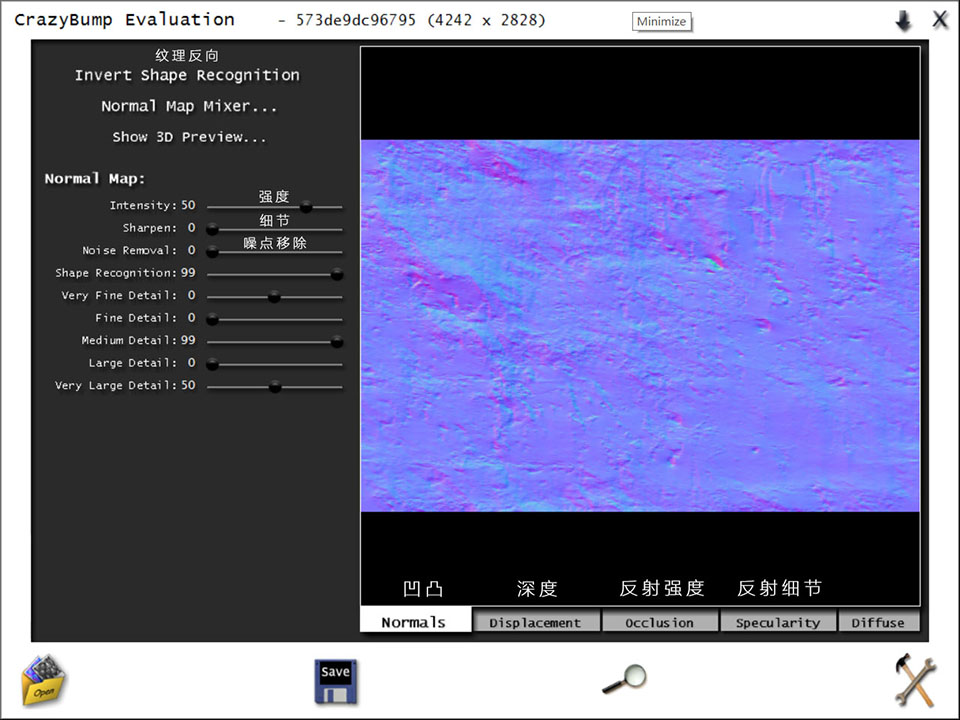 CrazyBump Evaluation - 573de9dc96795 (4242 x 2828)
Minimize
X
纹理反向
Invert Shape Recognition
Normal Map Mixer...
Show 3D Preview...
Normal Map:
强度
Intensity: 50
细节
Sharpen: 0
噪点移除
Noise Removal: 0
Shape Recognition: 99
Very Fine Detail: 0
Fine Detail: 0
Medium Detail: 99
Large Detail: 0
Very Large Detail: 50
凹凸 深度 反射强度 反射细节
Normals Displacement Occlusion Specularity Diffuse
Open
Save